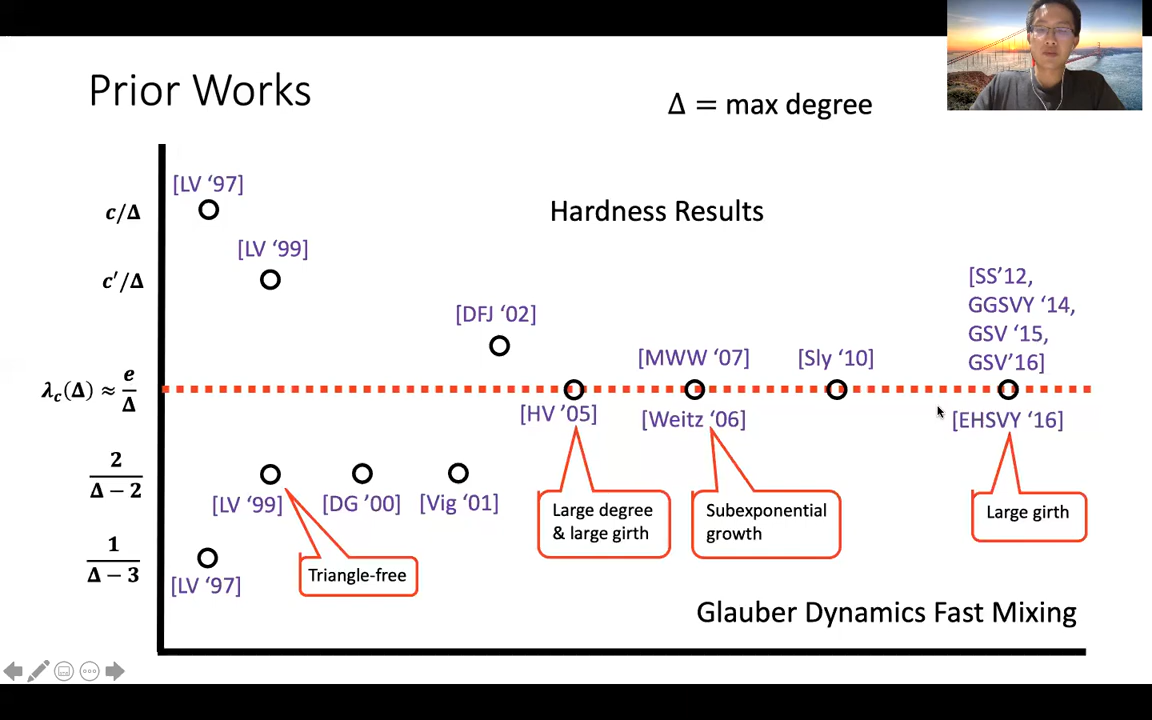 Prior Works
Δ = max degree
[LV ‘97]
c/Δ
Hardness Results
[LV ‘99]
c′/Δ
[SS’12,
GGSVY ‘14,
GSV ‘15,
GSV’16]
[DFJ ‘02]
[MWW ‘07]
[Sly ‘10]
λc(Δ) ≈ e/Δ
[HV ’05]
[Weitz ‘06]
[EHSVY ‘16]
2/(Δ − 2)
[LV ‘99]
[DG ’00]
[Vig ‘01]
Large degree
& large girth
Subexponential
growth
Large girth
1/(Δ − 3)
[LV ‘97]
Triangle-free
Glauber Dynamics Fast Mixing